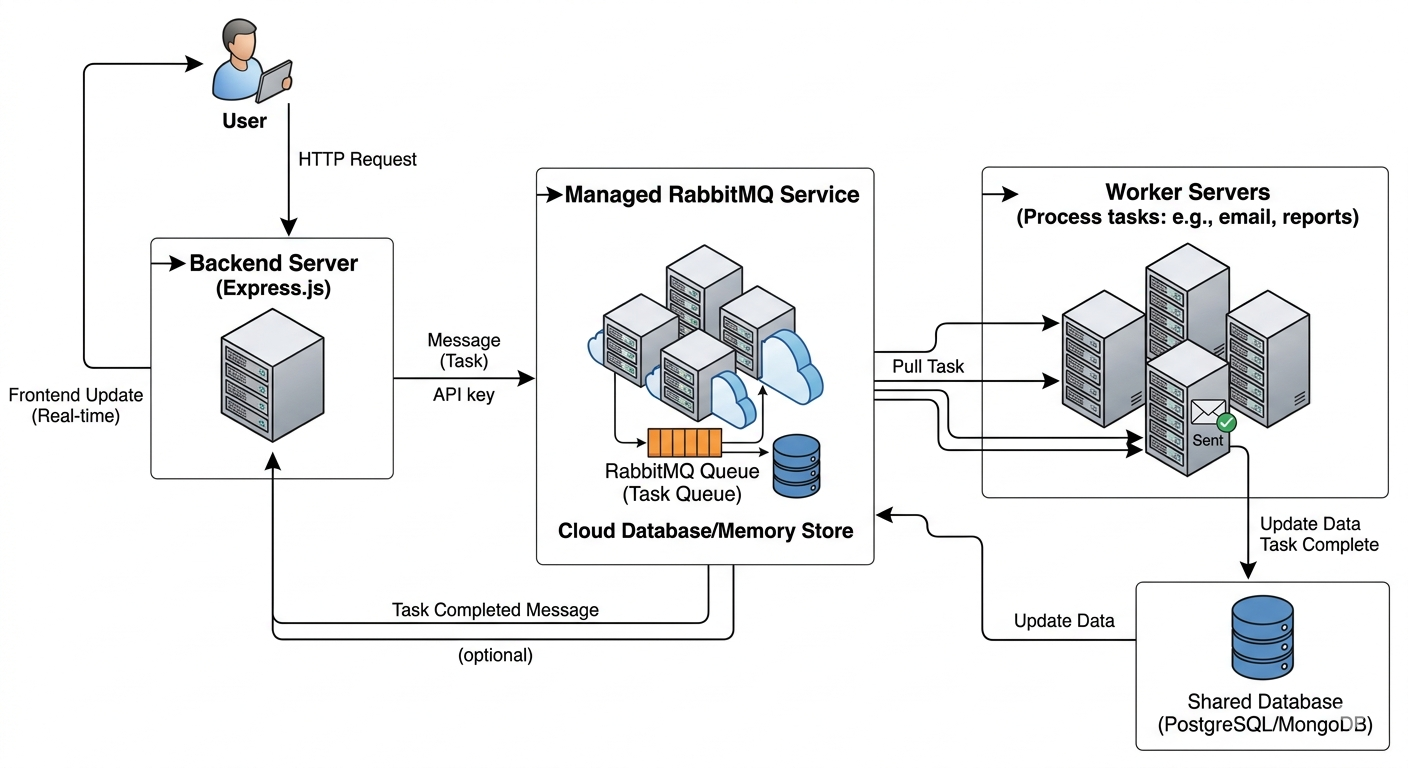 User
HTTP Request
Backend Server
(Express.js)
Frontend Update
(Real-time)
Message
(Task)
API key
Managed RabbitMQ Service
RabbitMQ Queue
(Task Queue)
Cloud Database/Memory Store
Pull Task
Worker Servers
(Process tasks: e.g., email, reports)
Sent
Update Data
Task Complete
Task Completed Message
(optional)
Update Data
Shared Database
(PostgreSQL/MongoDB)